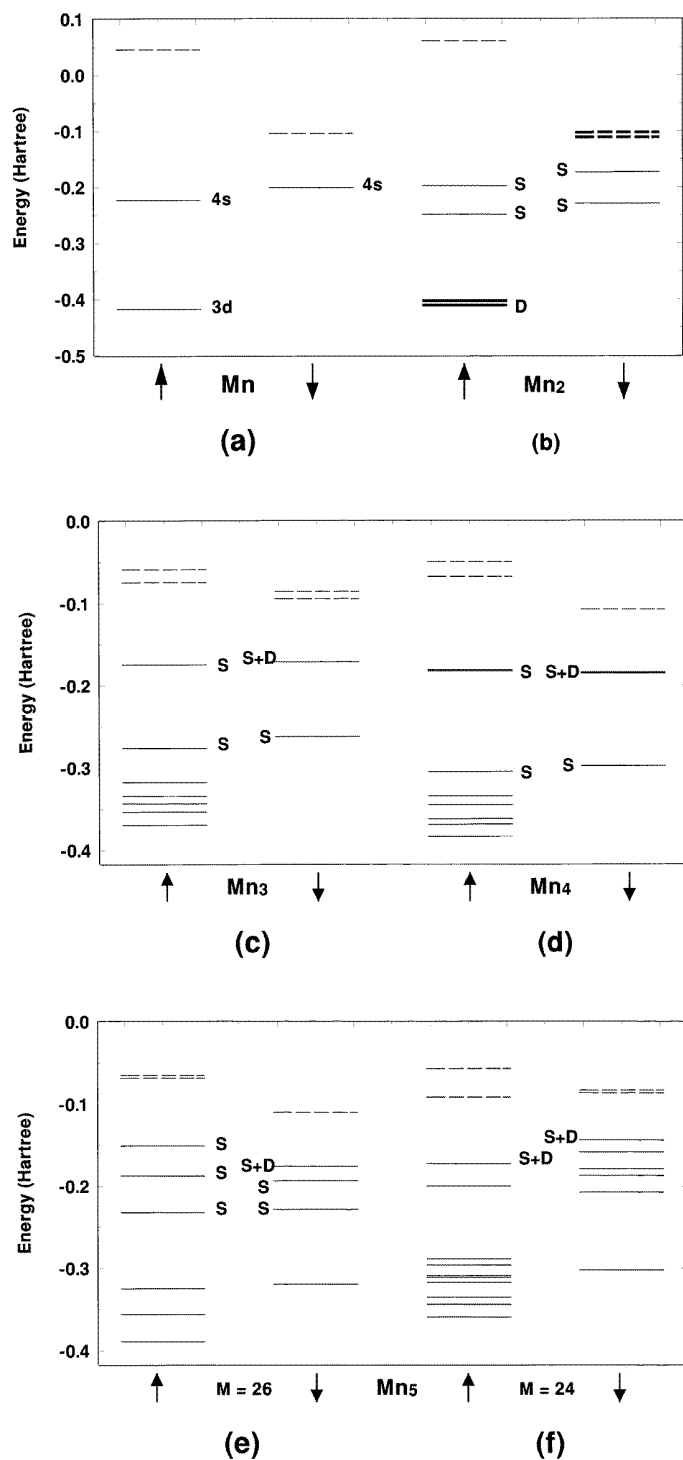 0.1
0.0
-0.1
-0.2
-0.3
-0.4
-0.5
Energy (Hartree)
4s
3d
4s
S
S
D
S
S
Mn
Mn2
(a)
(b)
0.0
-0.1
-0.2
-0.3
-0.4
Energy (Hartree)
S
S
S+D
S
S
S
S+D
S
Mn3
Mn4
(c)
(d)
0.0
-0.1
-0.2
-0.3
-0.4
Energy (Hartree)
S
S
S
S+D
S
S
S+D
S+D
M = 26
Mn5
M = 24
(e)
(f)